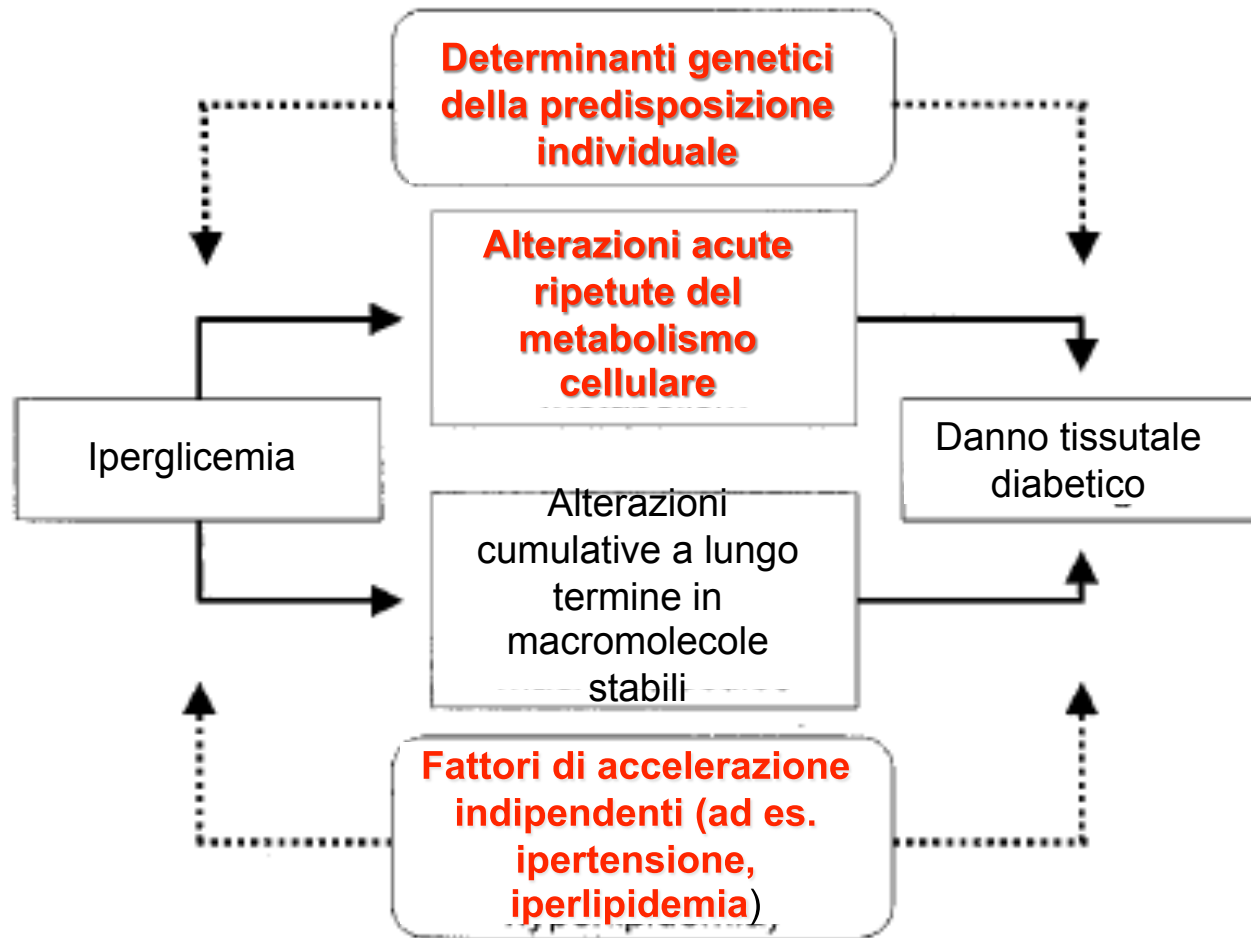 Determinanti genetici
della predisposizione
individuale
Alterazioni acute
ripetute del
metabolismo
cellulare
Iperglicemia
Danno tissutale
diabetico
Alterazioni
cumulative a lungo
termine in
macromolecole
stabili
Fattori di accelerazione
indipendenti (ad es.
ipertensione,
iperlipidemia)